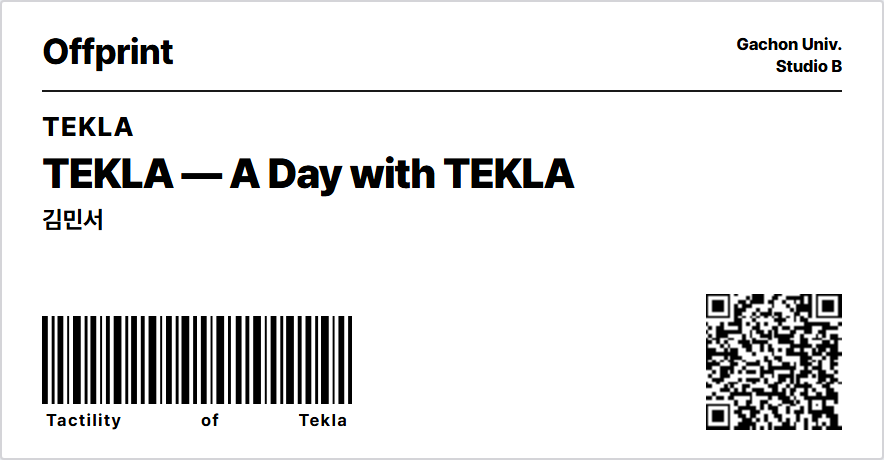 Offprint
Gachon Univ.
Studio B
TEKLA
TEKLA — A Day with TEKLA
김민서
Tactility of Tekla